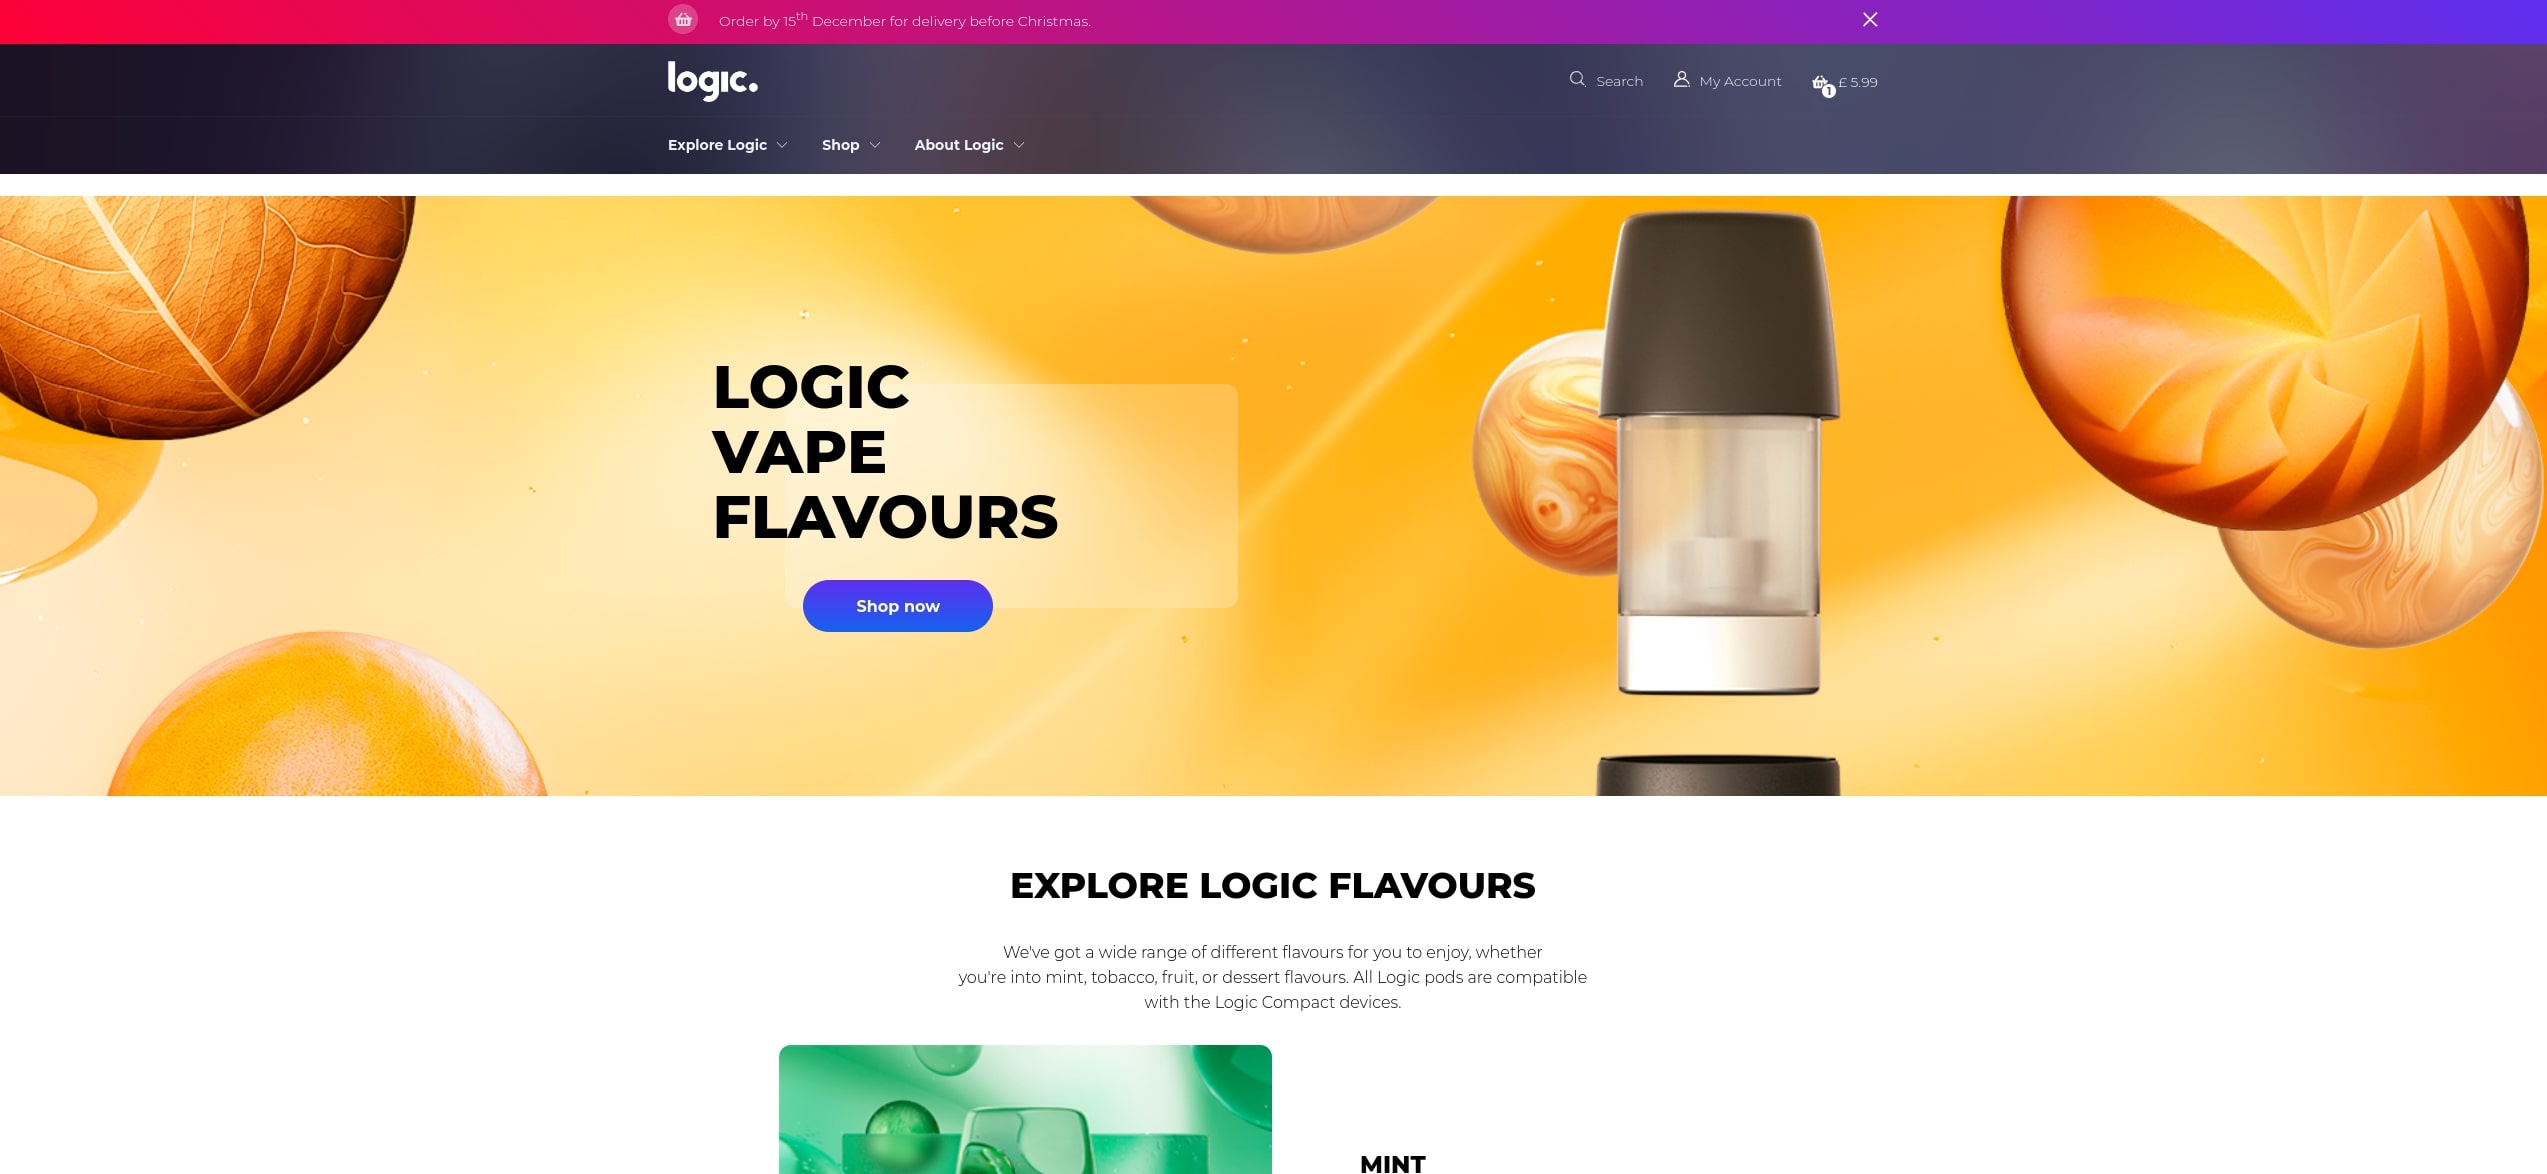 Order by 15th December for delivery before Christmas.
logic.
Search
My Account
1
£ 5.99
Explore Logic
Shop
About Logic
LOGIC
VAPE
FLAVOURS
Shop now
EXPLORE LOGIC FLAVOURS
We've got a wide range of different flavours for you to enjoy, whether
you're into mint, tobacco, fruit, or dessert flavours. All Logic pods are compatible
with the Logic Compact devices.
MINT